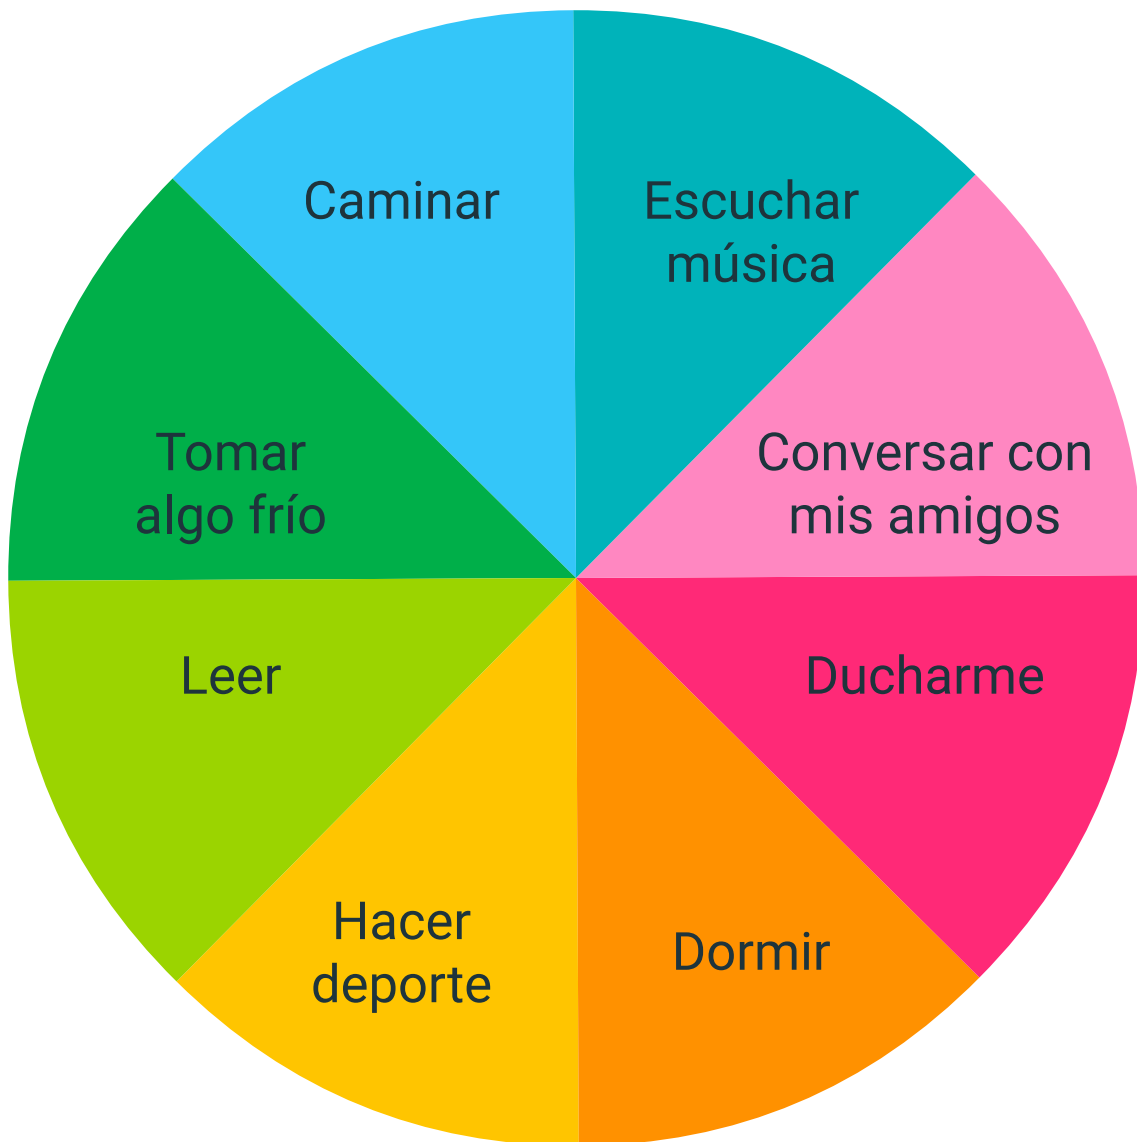 Caminar
Escuchar
música
Conversar con
mis amigos
Ducharme
Dormir
Hacer
deporte
Leer
Tomar
algo frío